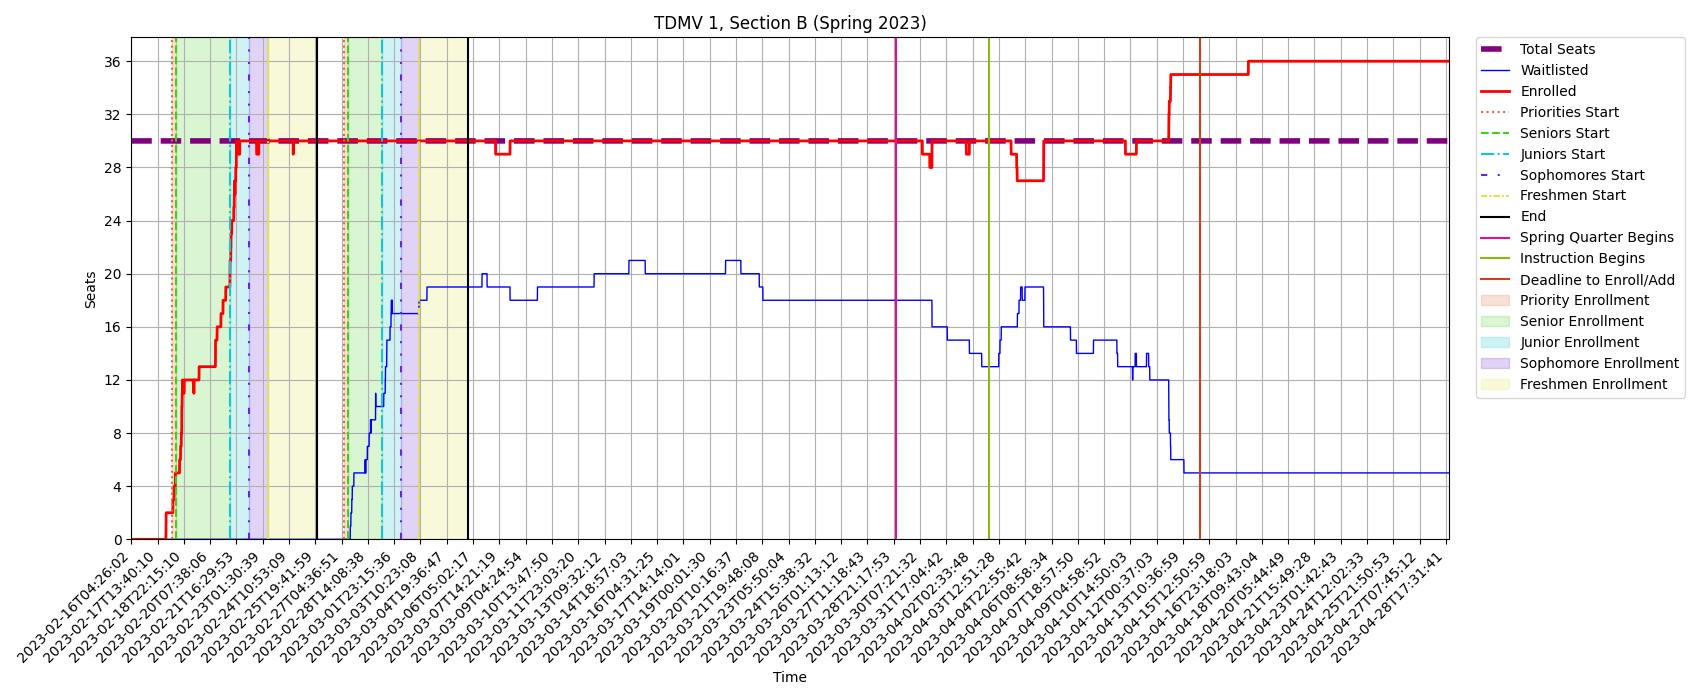 TDMV 1, Section B (Spring 2023)
Seats
36
32
28
24
20
16
12
8
4
0
2023-02-16T04:26:02
2023-02-17T13:40:10
2023-02-18T22:15:10
2023-02-20T07:38:06
2023-02-21T16:29:53
2023-02-23T01:30:39
2023-02-24T10:53:09
2023-02-25T19:41:59
2023-02-27T04:36:51
2023-02-28T14:08:38
2023-03-01T23:15:36
2023-03-03T10:23:08
2023-03-04T19:36:47
2023-03-06T05:02:17
2023-03-07T14:21:19
2023-03-09T04:24:54
2023-03-10T13:47:50
2023-03-11T23:03:20
2023-03-13T09:32:12
2023-03-14T18:57:03
2023-03-16T04:31:25
2023-03-17T14:14:01
2023-03-19T00:01:30
2023-03-20T10:16:37
2023-03-21T19:48:08
2023-03-23T05:50:04
2023-03-24T15:38:32
2023-03-26T01:13:12
2023-03-27T11:18:43
2023-03-28T21:17:53
2023-03-30T07:21:32
2023-03-31T17:04:42
2023-04-02T02:33:48
2023-04-03T12:51:28
2023-04-04T22:55:42
2023-04-06T08:58:34
2023-04-07T18:57:50
2023-04-09T04:58:52
2023-04-10T14:50:03
2023-04-12T00:37:03
2023-04-13T10:36:59
2023-04-15T12:50:59
2023-04-16T23:18:03
2023-04-18T09:43:04
2023-04-20T05:44:49
2023-04-21T15:49:28
2023-04-23T01:42:43
2023-04-24T12:02:33
2023-04-25T21:50:53
2023-04-27T07:45:12
2023-04-28T17:31:41
Time
Total Seats
Waitlisted
Enrolled
Priorities Start
Seniors Start
Juniors Start
Sophomores Start
Freshmen Start
End
Spring Quarter Begins
Instruction Begins
Deadline to Enroll/Add
Priority Enrollment
Senior Enrollment
Junior Enrollment
Sophomore Enrollment
Freshmen Enrollment